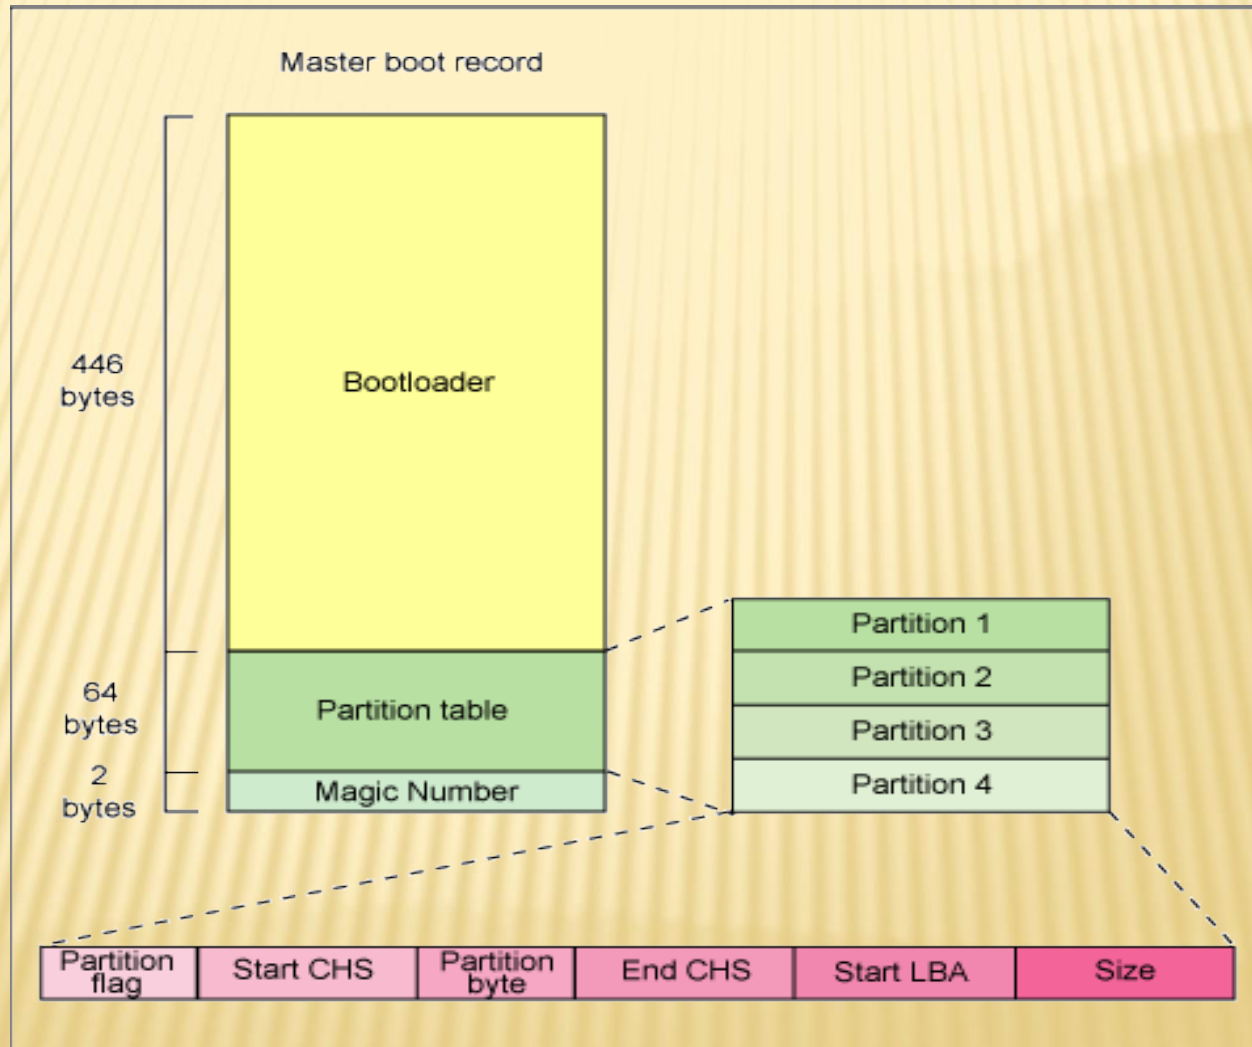 Master boot record
446
bytes
Bootloader
64
bytes
Partition table
2
bytes
Magic Number
Partition 1
Partition 2
Partition 3
Partition 4
Partition
flag
Start CHS
Partition
byte
End CHS
Start LBA
Size